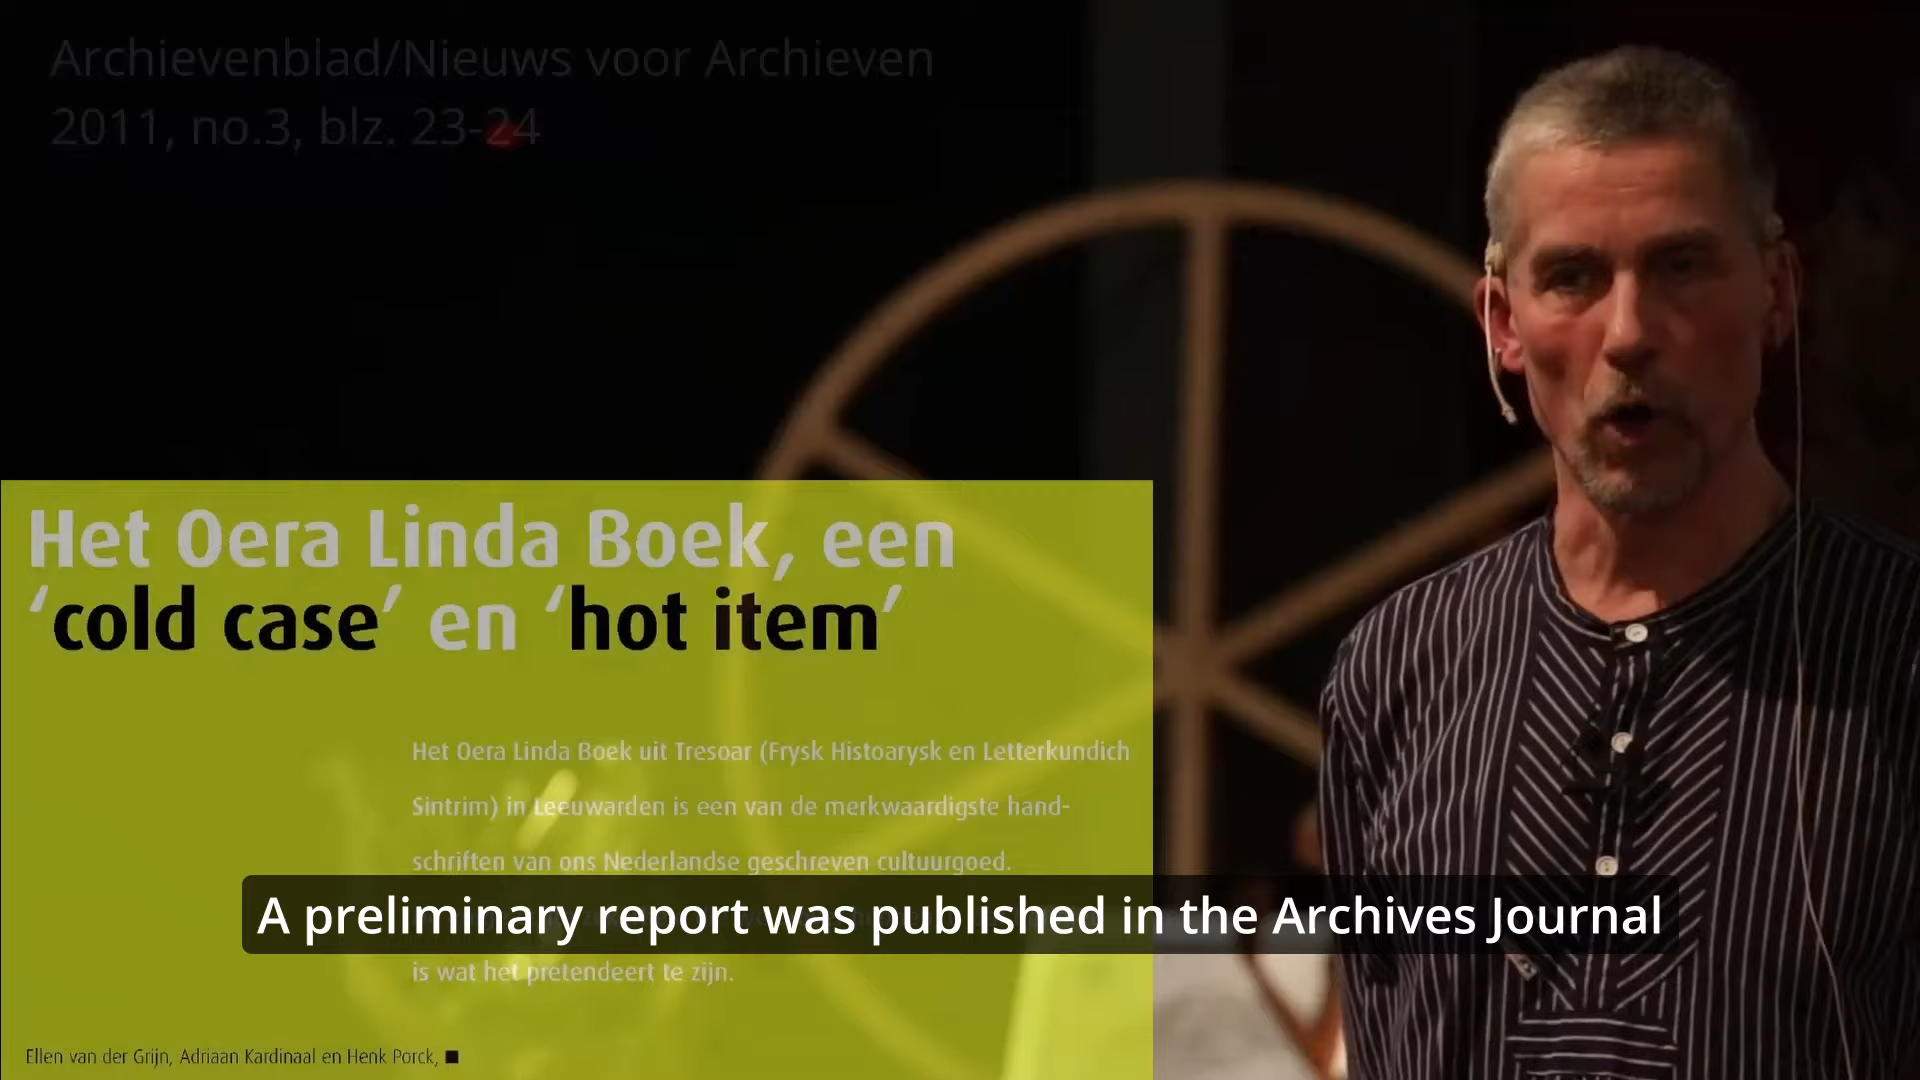 Archievenblad/Nieuws voor Archieven
2011, no.3, blz. 23-24
Het Oera Linda Boek, een
‘cold case’ en ‘hot item’
Het Oera Linda Boek uit Tresoar (Frysk Histoarysk en Letterkundich
Sintrim) in Leeuwarden is een van de merkwaardigste hand-
schriften van ons Nederlandse geschreven cultuurgoed.
A preliminary report was published in the Archives Journal
is wat het pretendeert te zijn.
Ellen van der Grijn, Adriaan Kardinaal en Henk Porck, ■